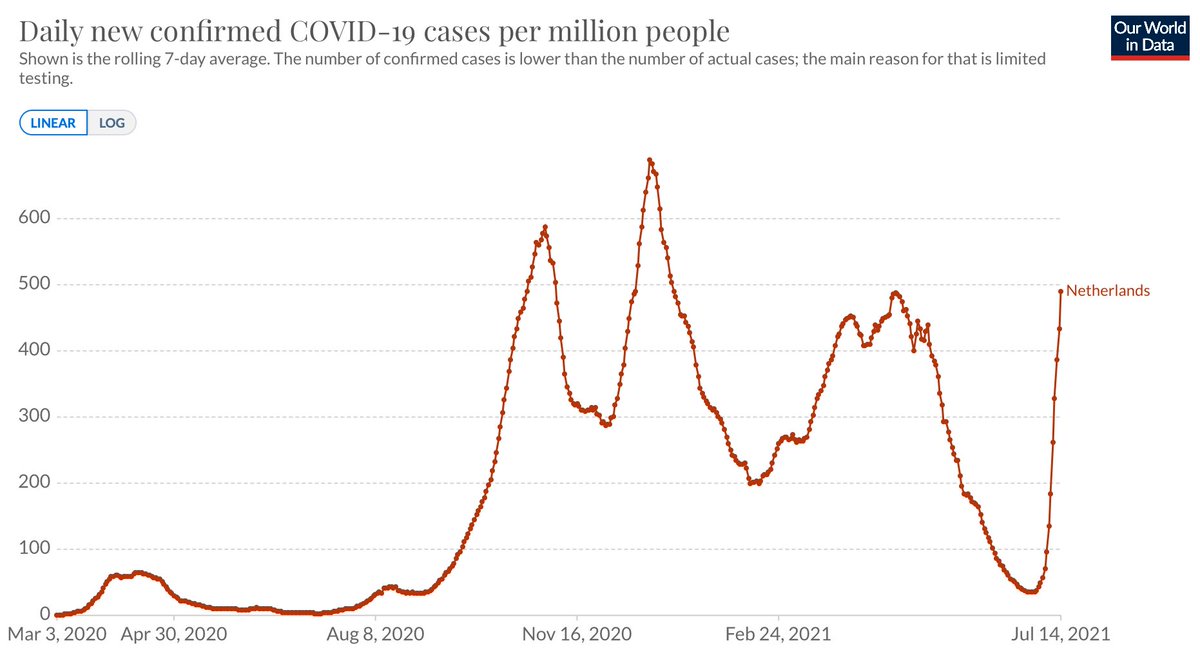 Daily new confirmed COVID-19 cases per million people
Shown is the rolling 7-day average. The number of confirmed cases is lower than the number of actual cases; the main reason for that is limited
testing.
Our World
in Data
LINEAR
LOG
600
500
400
300
200
100
0
Netherlands
Mar 3, 2020
Apr 30, 2020
Aug 8, 2020
Nov 16, 2020
Feb 24, 2021
Jul 14, 2021